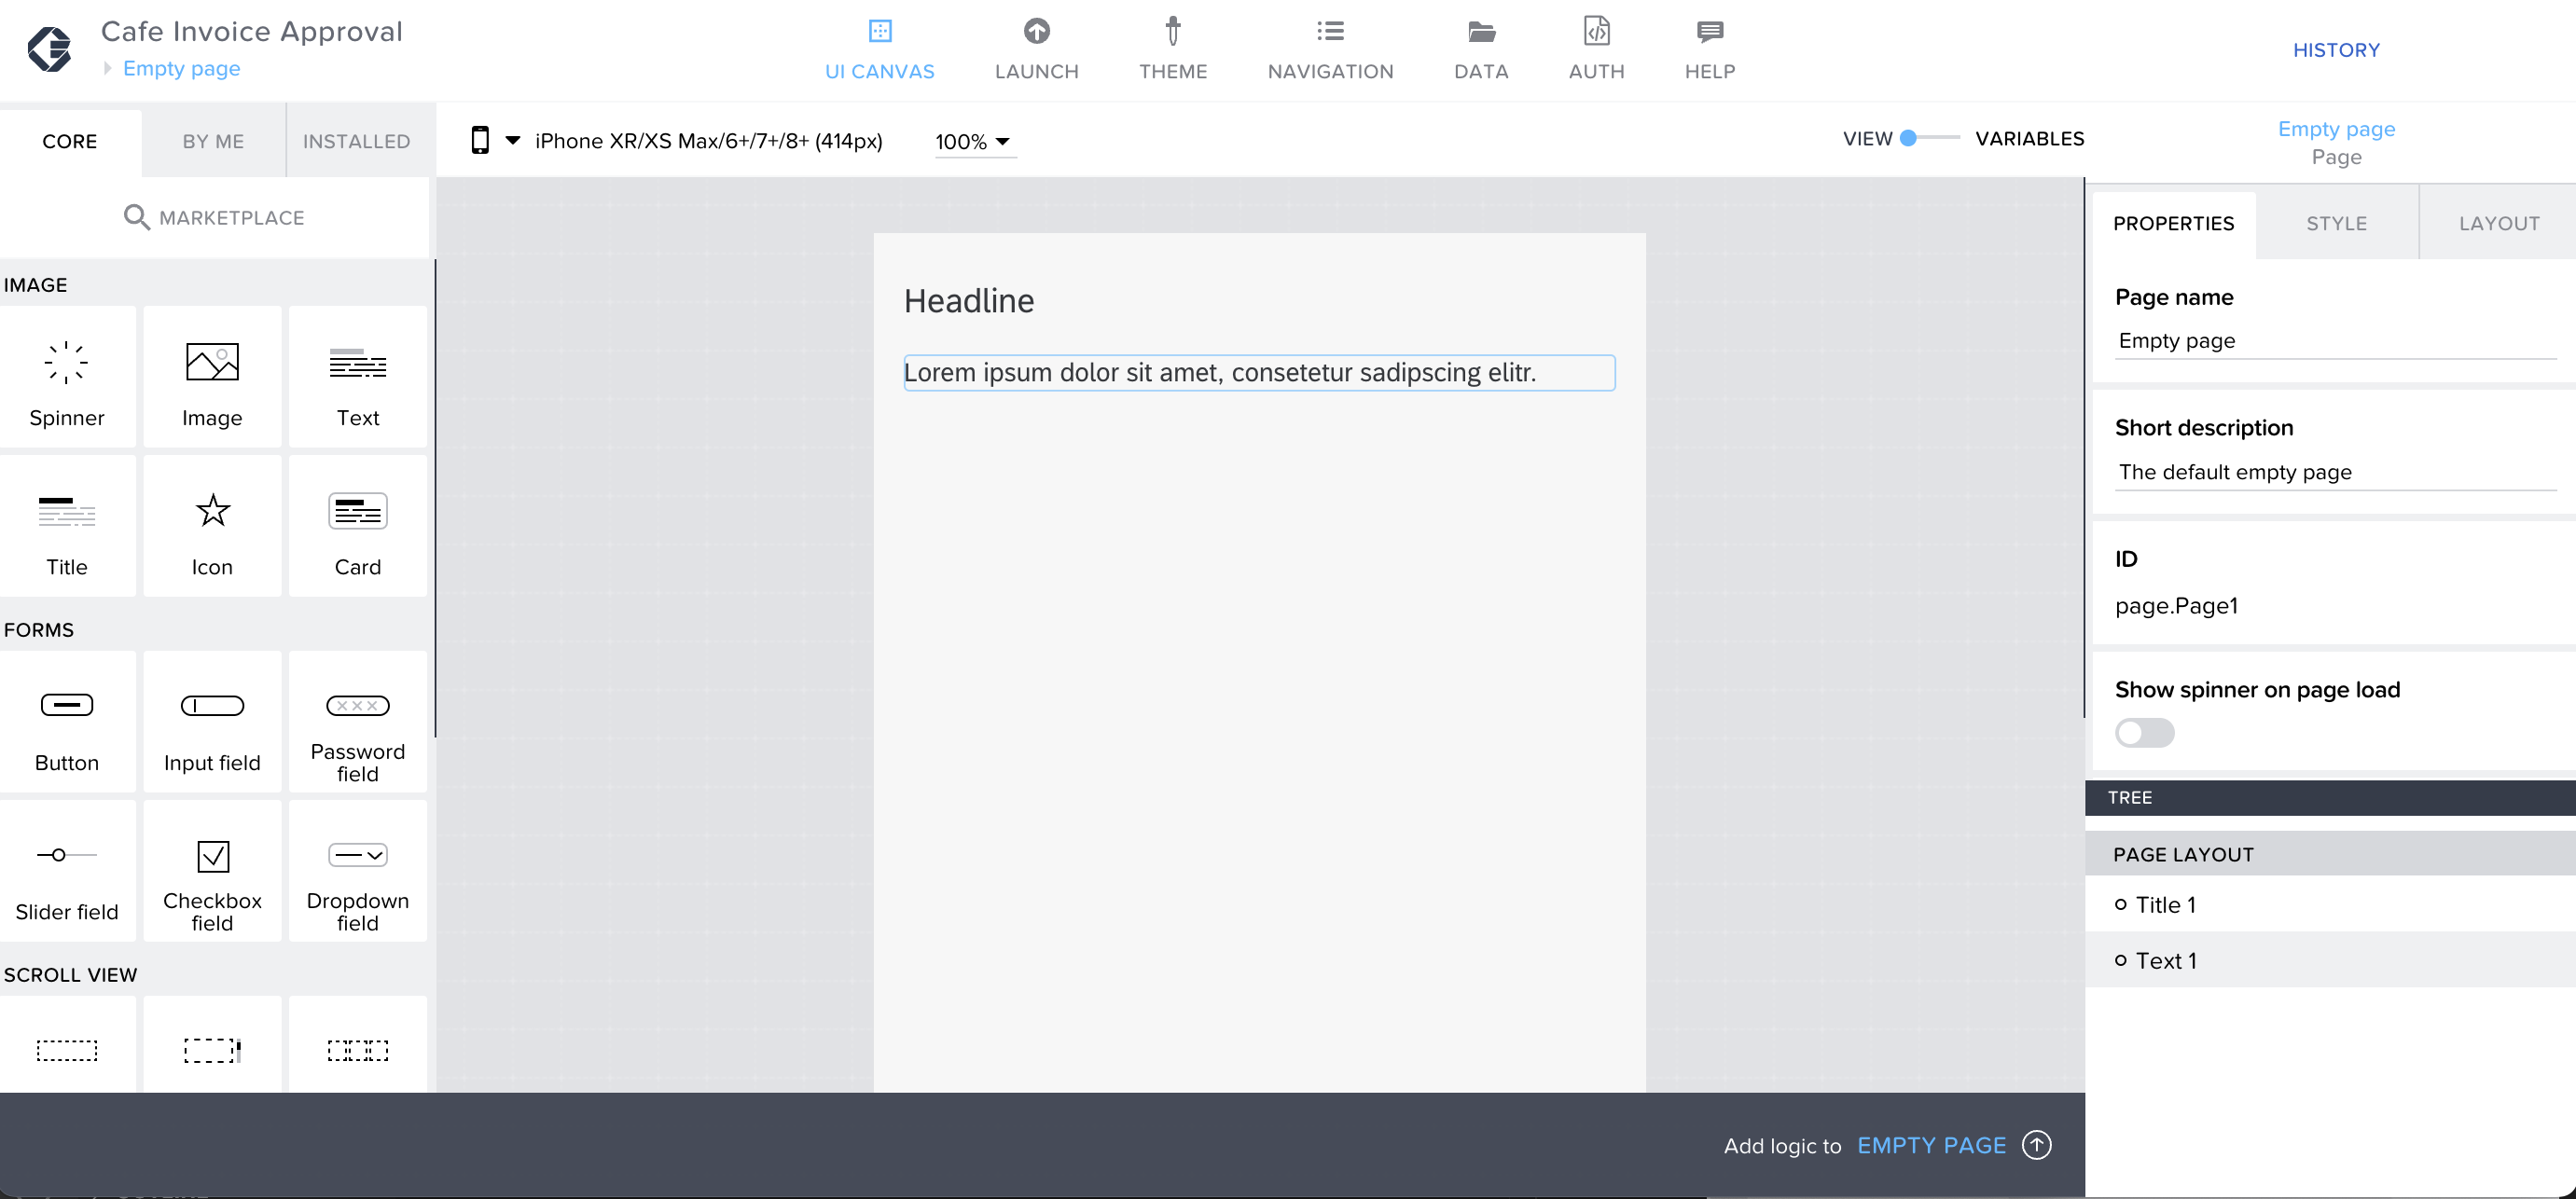 Cafe Invoice Approval
Empty page
UI CANVAS
LAUNCH
THEME
NAVIGATION
DATA
AUTH
HELP
HISTORY
CORE
BY ME
INSTALLED
iPhone XR/XS Max/6+/7+/8+ (414px)
100%
VIEW
VARIABLES
Empty page
Page
MARKETPLACE
PROPERTIES
STYLE
LAYOUT
IMAGE
Spinner
Image
Text
Title
Icon
Card
FORMS
Button
Input field
Password
field
Slider field
Checkbox
field
Dropdown
field
SCROLL VIEW
Headline
Lorem ipsum dolor sit amet, consetetur sadipscing elitr.
Page name
Empty page
Short description
The default empty page
ID
page.Page1
Show spinner on page load
TREE
PAGE LAYOUT
Title 1
Text 1
Add logic to EMPTY PAGE